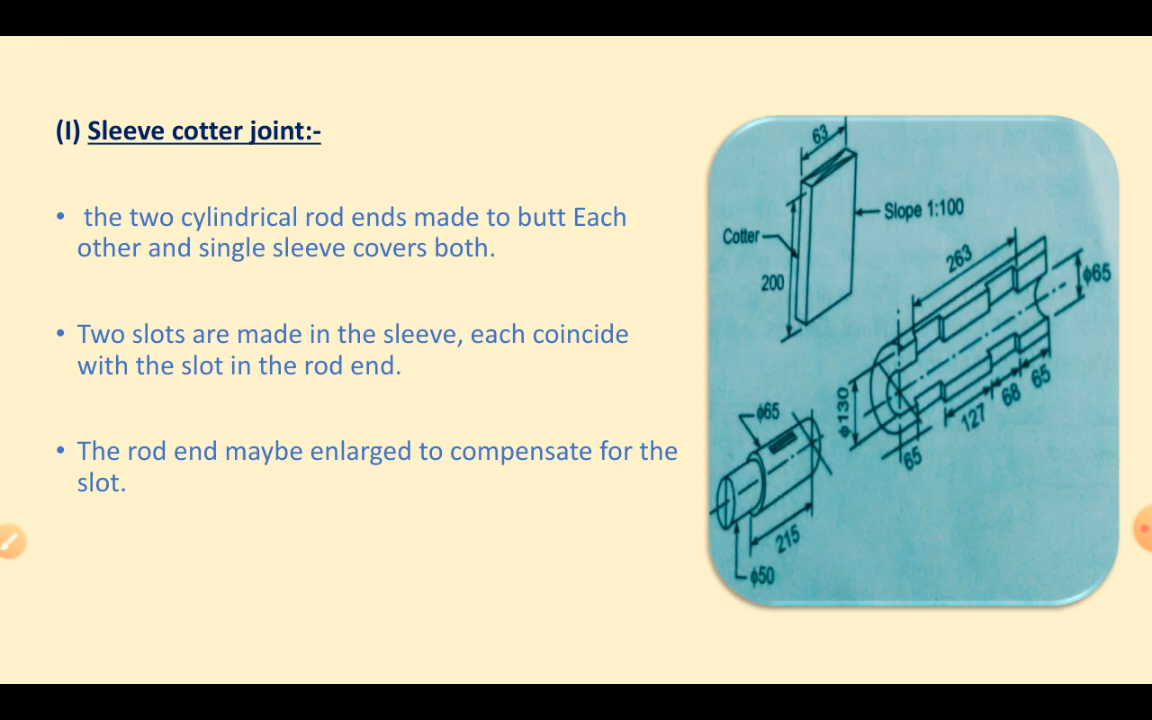 (I) Sleeve cotter joint:-
• the two cylindrical rod ends made to butt Each
other and single sleeve covers both.
• Two slots are made in the sleeve, each coincide
with the slot in the rod end.
• The rod end maybe enlarged to compensate for the
slot.
63
Slope 1:100
Cotter
200
263
ϕ65
ϕ130
127
68
65
65
ϕ65
215
ϕ50